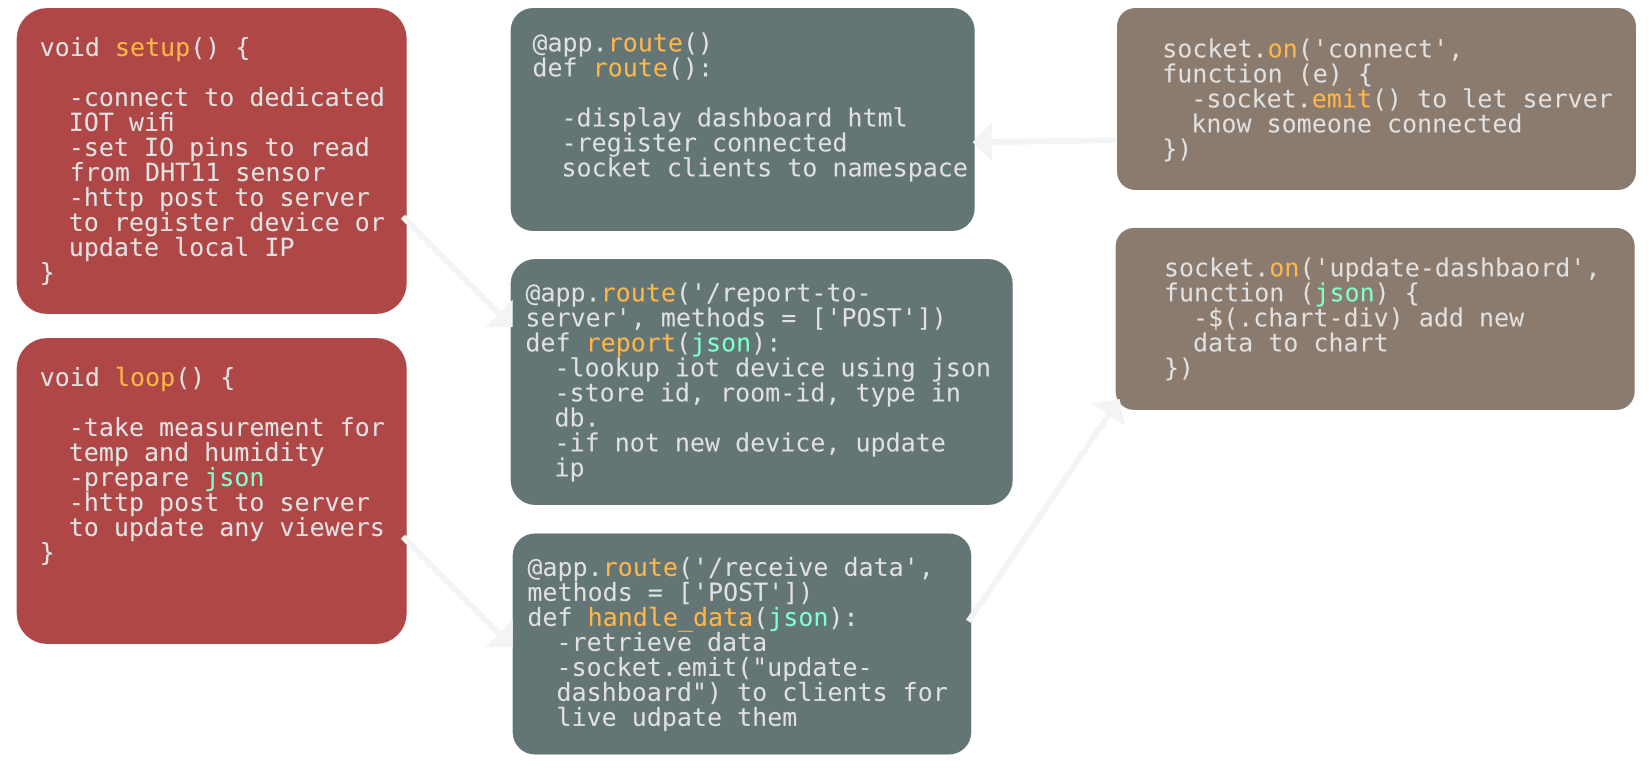 void setup() {
-connect to dedicated
IOT wifi
-set IO pins to read
from DHT11 sensor
-http post to server
to register device or
update local IP
}
void loop() {
-take measurement for
temp and humidity
-prepare json
-http post to server
to update any viewers
}
@app.route()
def route():
-display dashboard html
-register connected
socket clients to namespace
@app.route('/report-to-
server', methods = ['POST'])
def report(json):
-lookup iot device using json
-store id, room-id, type in
db.
-if not new device, update
ip
@app.route('/receive data',
methods = ['POST'])
def handle_data(json):
-retrieve data
-socket.emit("update-
dashboard") to clients for
live udpate them
socket.on('connect',
function (e) {
-socket.emit() to let server
know someone connected
})
socket.on('update-dashbaord',
function (json) {
-$(.chart-div) add new
data to chart
})